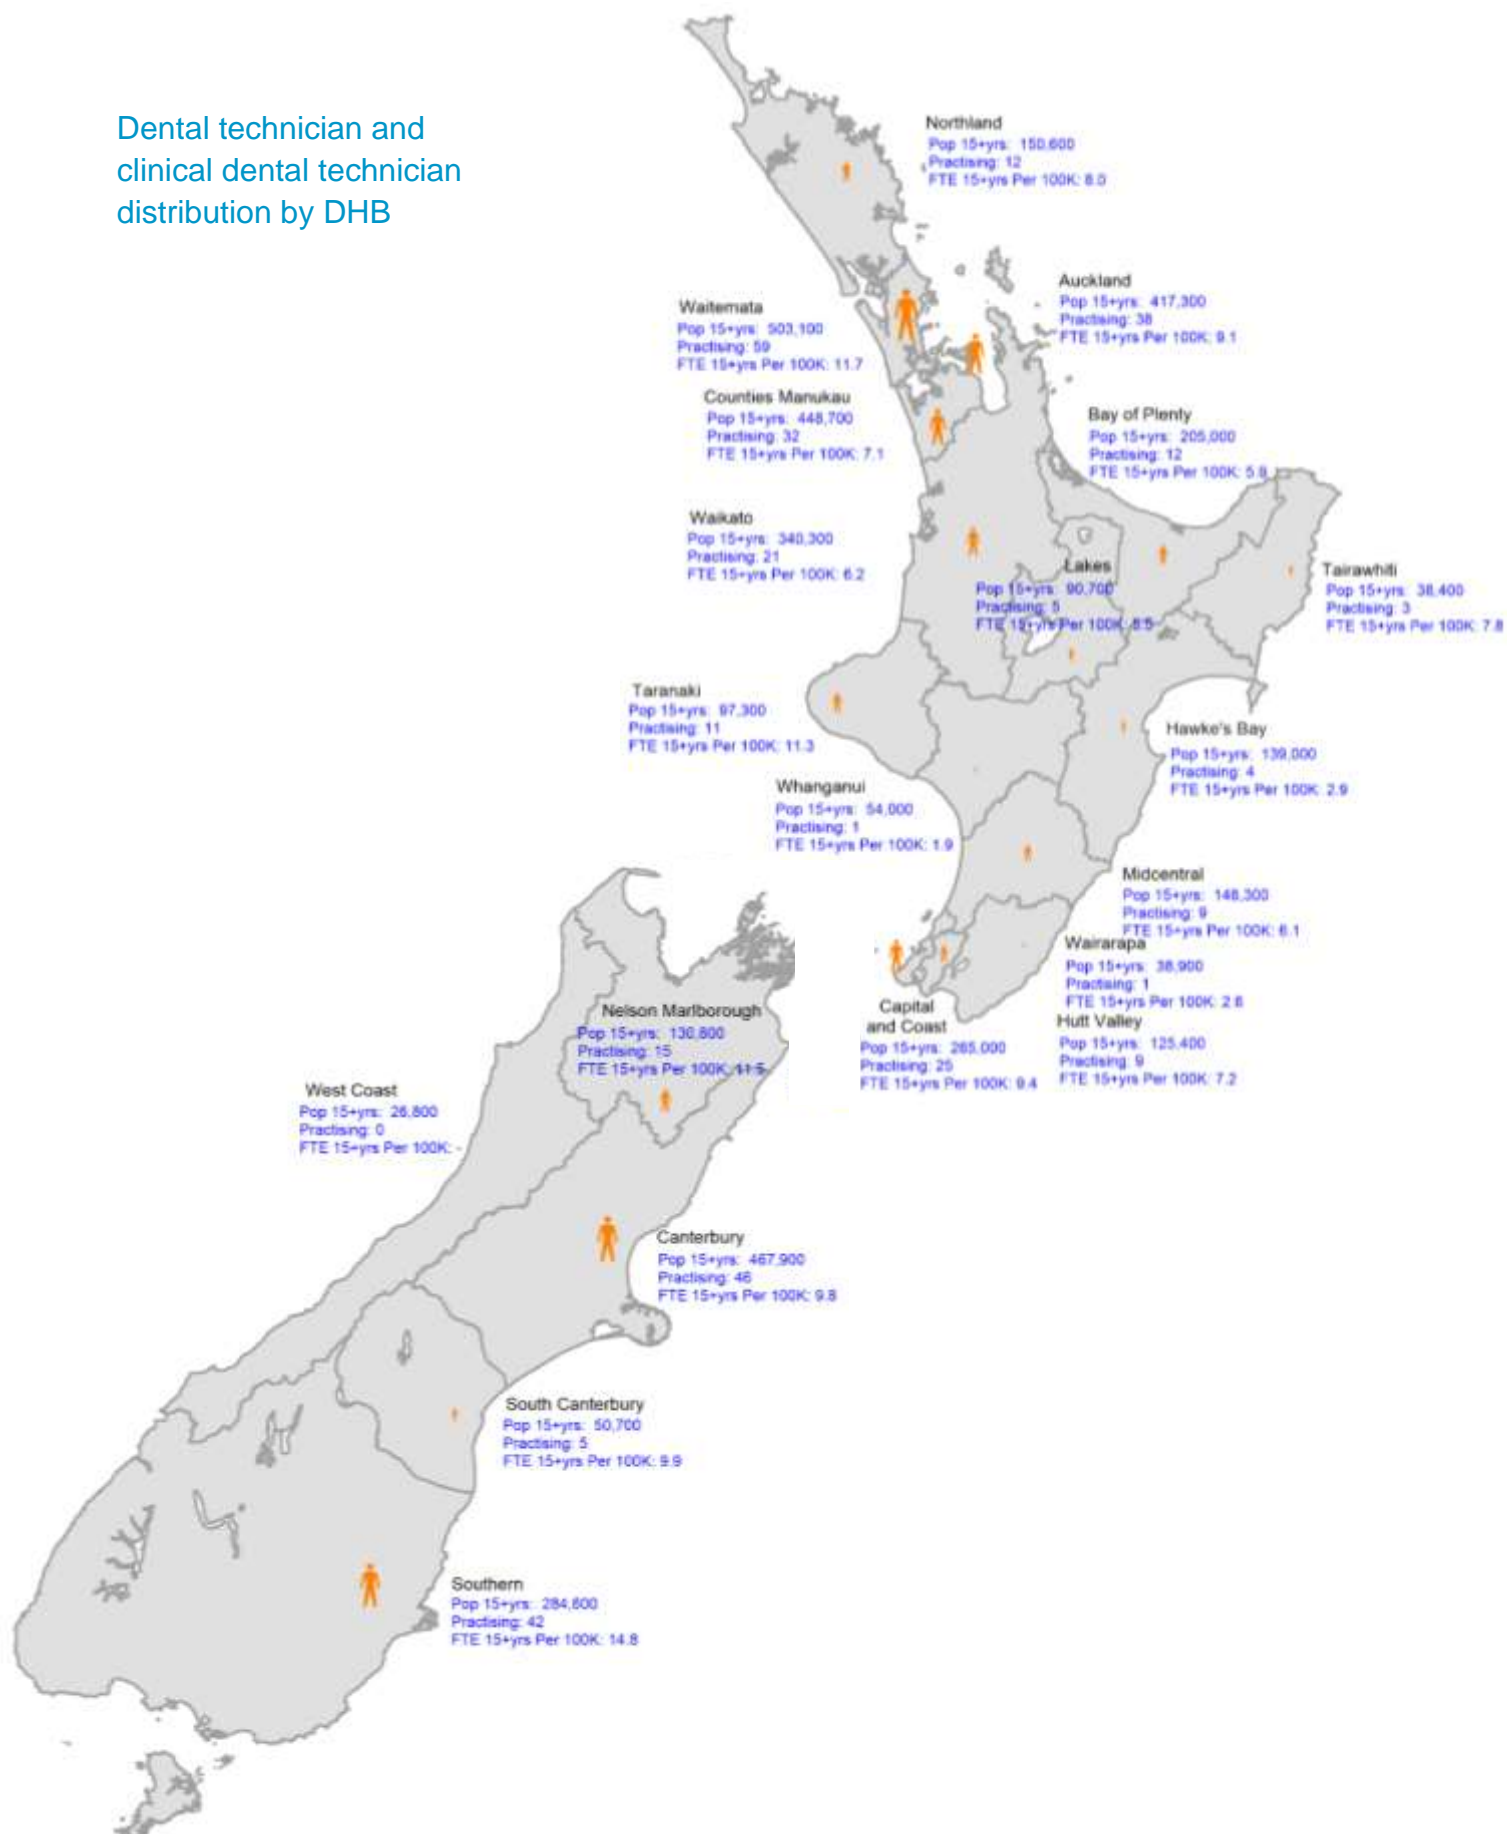 Dental technician and
clinical dental technician
distribution by DHB
Northland
Pop 15+yrs: 150,600
Practising: 12
FTE 15+yrs Per 100K: 8.0
Auckland
Pop 15+yrs: 417,300
Practising: 38
FTE 15+yrs Per 100K: 9.1
Waitemata
Pop 15+yrs: 503,100
Practising: 59
FTE 15+yrs Per 100K: 11.7
Counties Manukau
Pop 15+yrs: 448,700
Practising: 32
FTE 15+yrs Per 100K: 7.1
Bay of Plenty
Pop 15+yrs: 205,000
Practising: 12
FTE 15+yrs Per 100K: 5.9
Waikato
Pop 15+yrs: 340,300
Practising: 21
FTE 15+yrs Per 100K: 6.2
Lakes
Pop 15+yrs: 90,700
Practising: 5
FTE 15+yrs Per 100K:
Tairawhiti
Pop 15+yrs: 38,400
Practising: 3
FTE 15+yrs Per 100K: 7.8
Taranaki
Pop 15+yrs: 97,300
Practising: 11
FTE 15+yrs Per 100K: 11.3
Hawke's Bay
Pop 15+yrs: 139,000
Practising: 4
FTE 15+yrs Per 100K: 2.9
Whanganui
Pop 15+yrs: 54,000
Practising: 1
FTE 15+yrs Per 100K: 1.9
Midcentral
Pop 15+yrs: 148,300
Practising: 9
FTE 15+yrs Per 100K: 6.1
Wairarapa
Pop 15+yrs: 38,900
Practising: 1
FTE 15+yrs Per 100K: 2.6
Capital
and Coast
Pop 15+yrs: 265,000
Practising: 25
FTE 15+yrs Per 100K: 9.4
Hutt Valley
Pop 15+yrs: 125,400
Practising: 9
FTE 15+yrs Per 100K: 7.2
Nelson Marlborough
Pop 15+yrs: 130,800
Practising: 15
FTE 15+yrs Per 100K: 11.5
West Coast
Pop 15+yrs: 26,800
Practising: 0
FTE 15+yrs Per 100K: -
Canterbury
Pop 15+yrs: 467,900
Practising: 46
FTE 15+yrs Per 100K: 9.8
South Canterbury
Pop 15+yrs: 50,700
Practising: 5
FTE 15+yrs Per 100K: 9.9
Southern
Pop 15+yrs: 284,600
Practising: 42
FTE 15+yrs Per 100K: 14.8